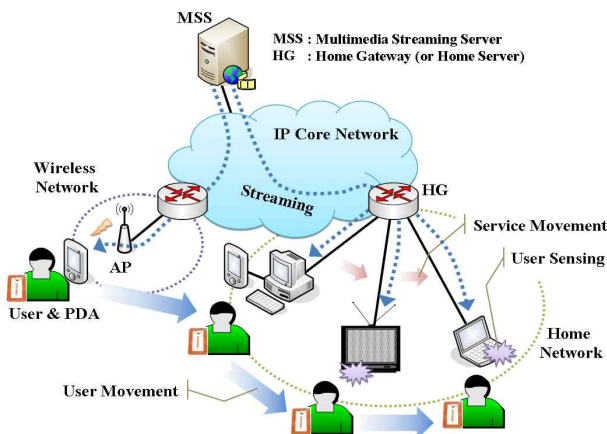 MSS
MSS : Multimedia Streaming Server
HG : Home Gateway (or Home Server)
IP Core Network
Wireless
Network
Streaming
HG
Service Movement
AP
User Sensing
User & PDA
Home
Network
User Movement